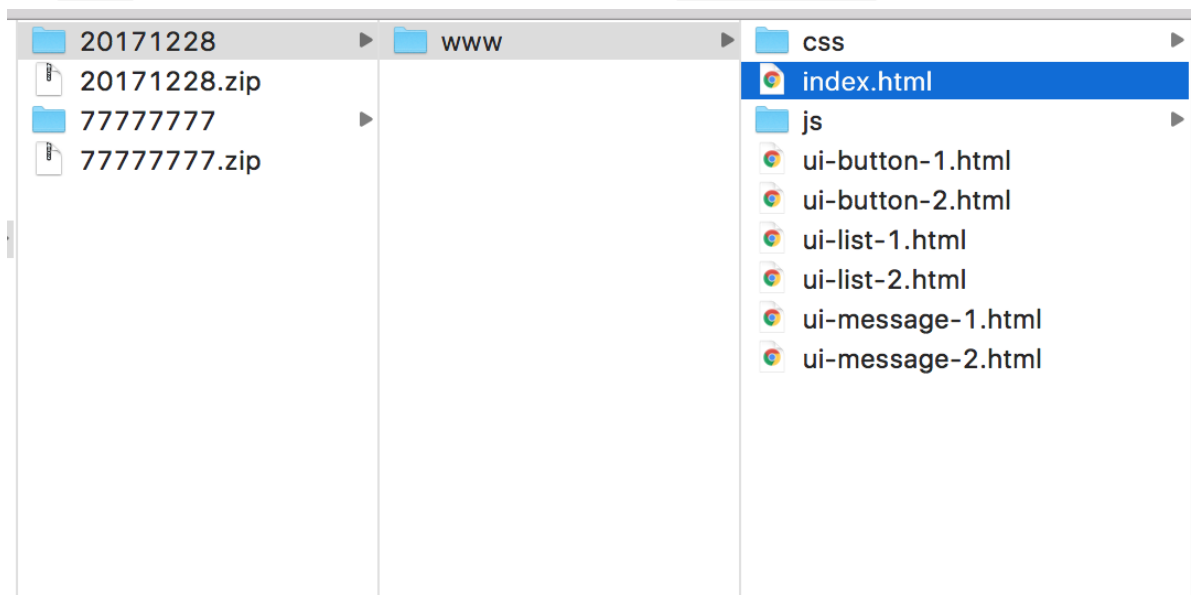 20171228
20171228.zip
77777777
77777777.zip
www
css
index.html
js
ui-button-1.html
ui-button-2.html
ui-list-1.html
ui-list-2.html
ui-message-1.html
ui-message-2.html